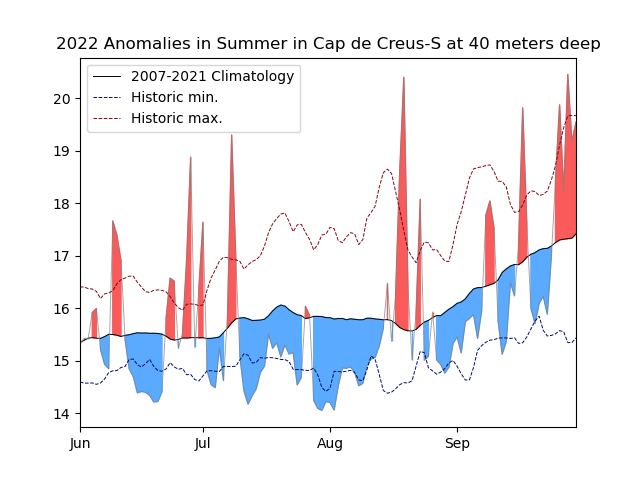 2022 Anomalies in Summer in Cap de Creus-S at 40 meters deep
2007-2021 Climatology
Historic min.
Historic max.
20
19
18
17
16
15
14
Jun Jul Aug Sep